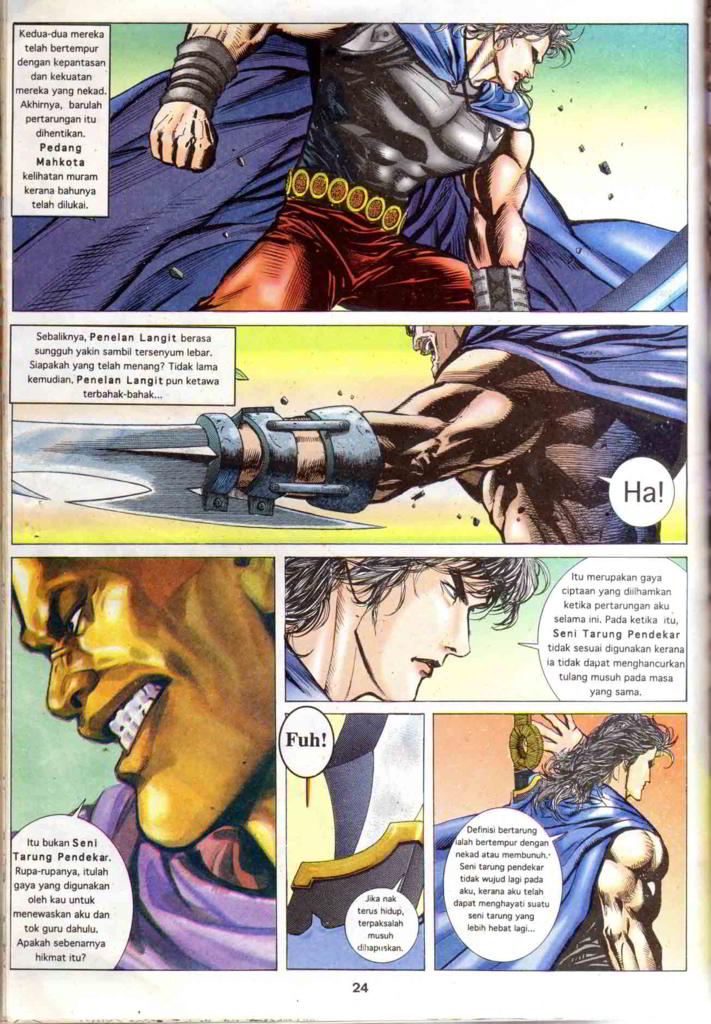 Kedua-dua mereka
telah bertempur
dengan kepantasan
dan kekuatan
mereka yang nekad.
Akhirnya, barulah
pertarungan itu
dihentikan.
Pedang
Mahkota
kelihatan muram
kerana bahunya
telah dilukai.
Sebaliknya, Penelan Langit berasa
sungguh yakin sambil tersenyum lebar.
Siapakah yang telah menang? Tidak lama
kemudian, Penelan Langit pun ketawa
terbahak-bahak...
Ha!
Itu bukan Seni
Tarung Pendekar.
Rupa-rupanya, itulah
gaya yang digunakan
oleh kau untuk
menewaskan aku dan
tok guru dahulu.
Apakah sebenarnya
hikmat itu?
Itu merupakan gaya
ciptaan yang diilhamkan
ketika pertarungan aku
selama ini. Pada ketika itu,
Seni Tarung Pendekar
tidak sesuai digunakan kerana
ia tidak dapat menghancurkan
tulang musuh pada masa
yang sama.
Fuh!
Jika nak
terus hidup,
terpaksalah
musuh
dihapuskan.
Definisi bertarung
ialah bertempur dengan
nekad atau membunuh.
Seni tarung pendekar
tidak wujud lagi pada
aku, kerana aku telah
dapat menghayati suatu
seni tarung yang
lebih hebat lagi...
24